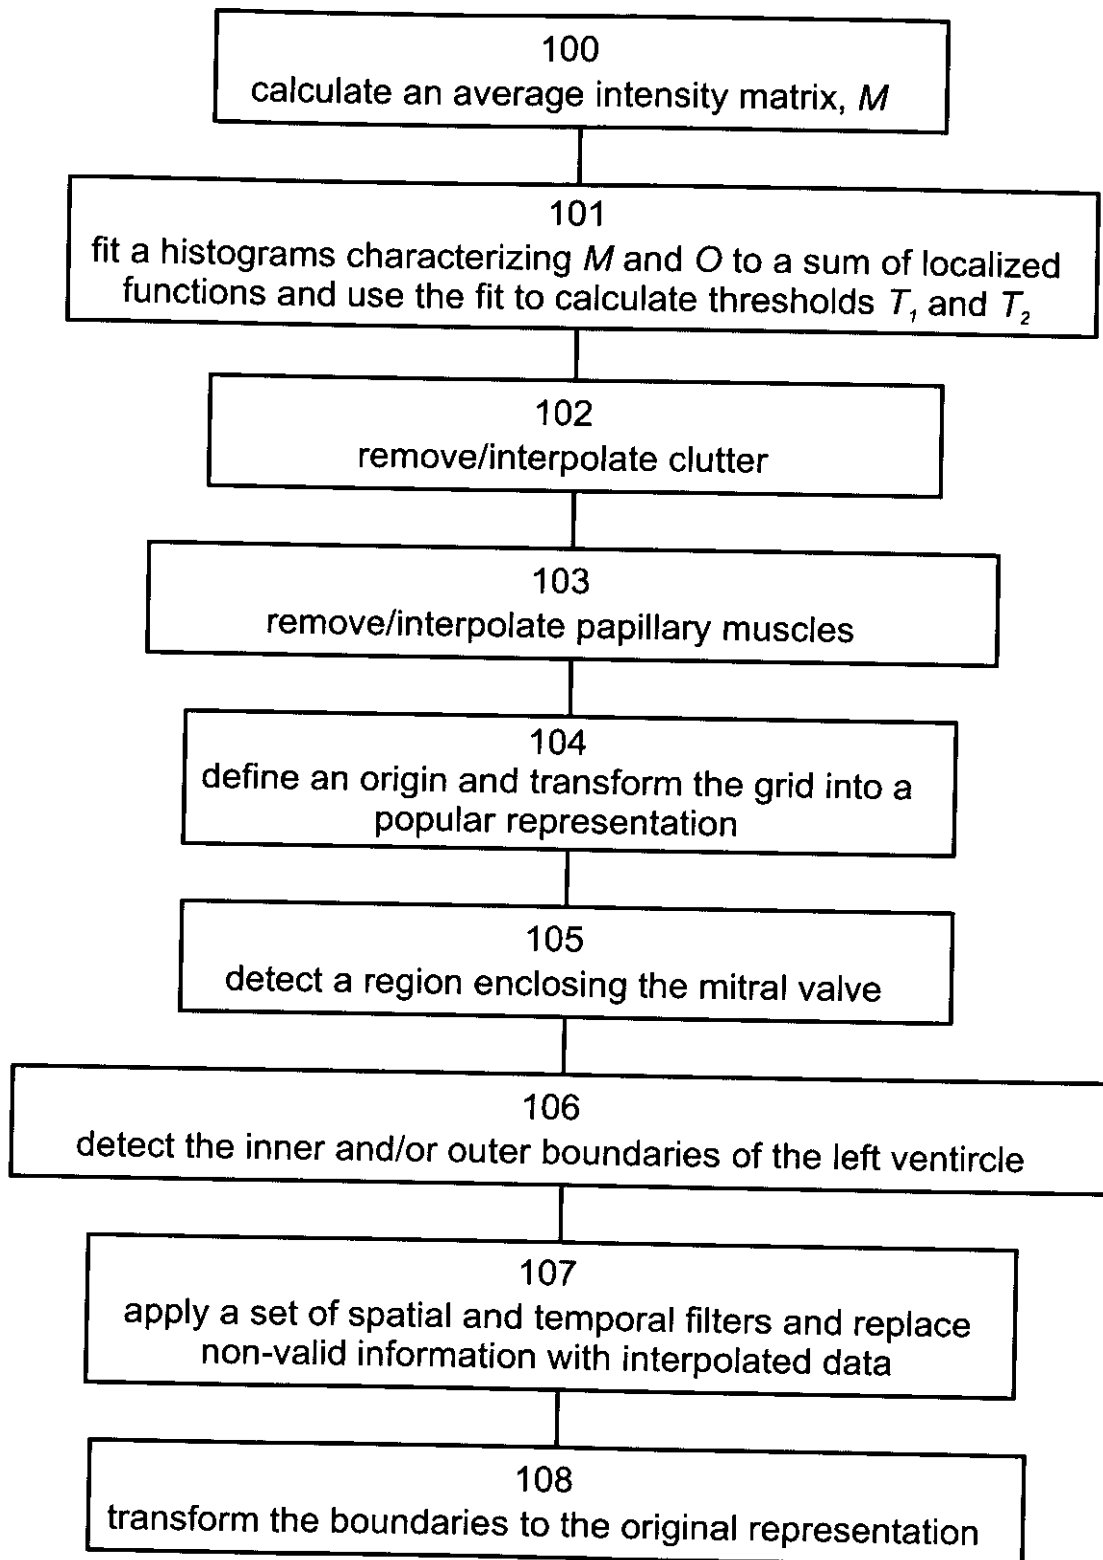 100
calculate an average intensity matrix, M
101
fit a histograms characterizing M and O to a sum of localized
functions and use the fit to calculate thresholds T₁ and T₂
102
remove/interpolate clutter
103
remove/interpolate papillary muscles
104
define an origin and transform the grid into a
popular representation
105
detect a region enclosing the mitral valve
106
detect the inner and/or outer boundaries of the left ventircle
107
apply a set of spatial and temporal filters and replace
non-valid information with interpolated data
108
transform the boundaries to the original representation